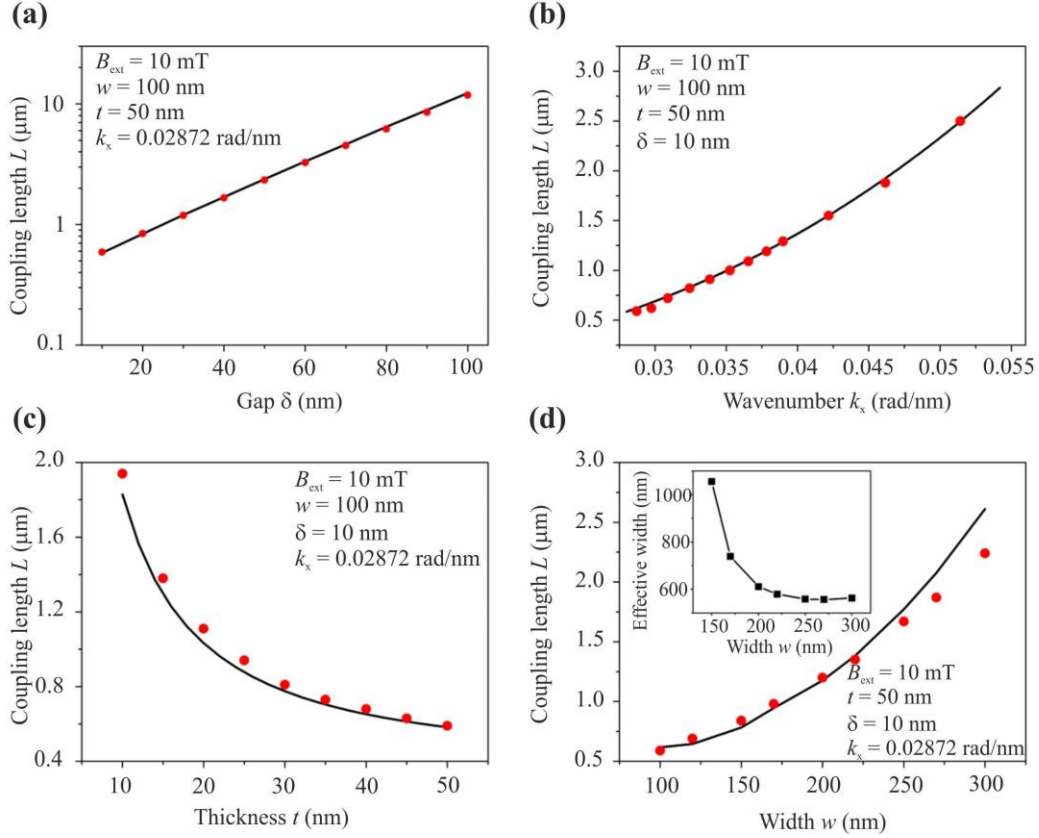 (a)
B_ext = 10 mT
w = 100 nm
t = 50 nm
k_x = 0.02872 rad/nm
Coupling length L (μm)
10
1
0.1
20 40 60 80 100
Gap δ (nm)
(b)
B_ext = 10 mT
w = 100 nm
t = 50 nm
δ = 10 nm
Coupling length L (μm)
3.0
2.5
2.0
1.5
1.0
0.5
0.03 0.035 0.04 0.045 0.05 0.055
Wavenumber k_x (rad/nm)
(c)
B_ext = 10 mT
w = 100 nm
δ = 10 nm
k_x = 0.02872 rad/nm
Coupling length L (μm)
2.0
1.6
1.2
0.8
0.4
10 20 30 40 50
Thickness t (nm)
(d)
Coupling length L (μm)
3.0
2.5
2.0
1.5
1.0
0.5
Effective width (nm)
1000
800
600
150 200 250 300
Width w (nm)
B_ext = 10 mT
t = 50 nm
δ = 10 nm
k_x = 0.02872 rad/nm
100 150 200 250 300
Width w (nm)